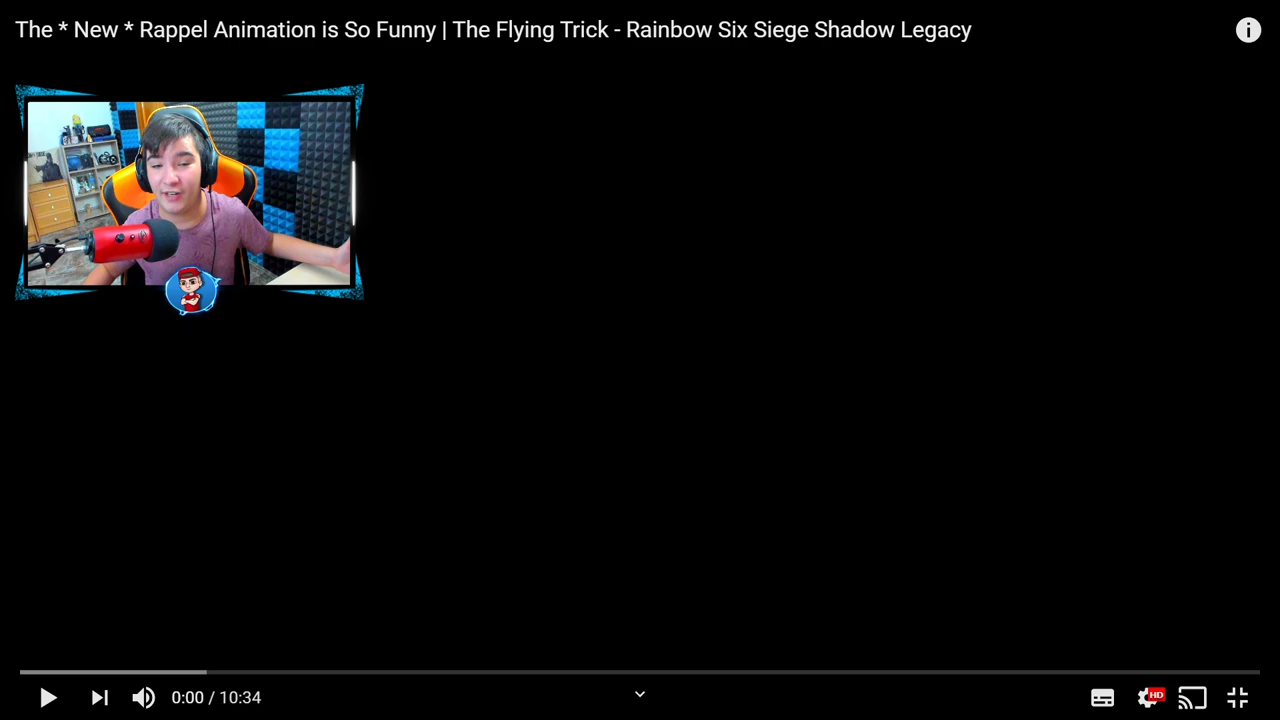 The * New * Rappel Animation is So Funny | The Flying Trick - Rainbow Six Siege Shadow Legacy
0:00 / 10:34
HD